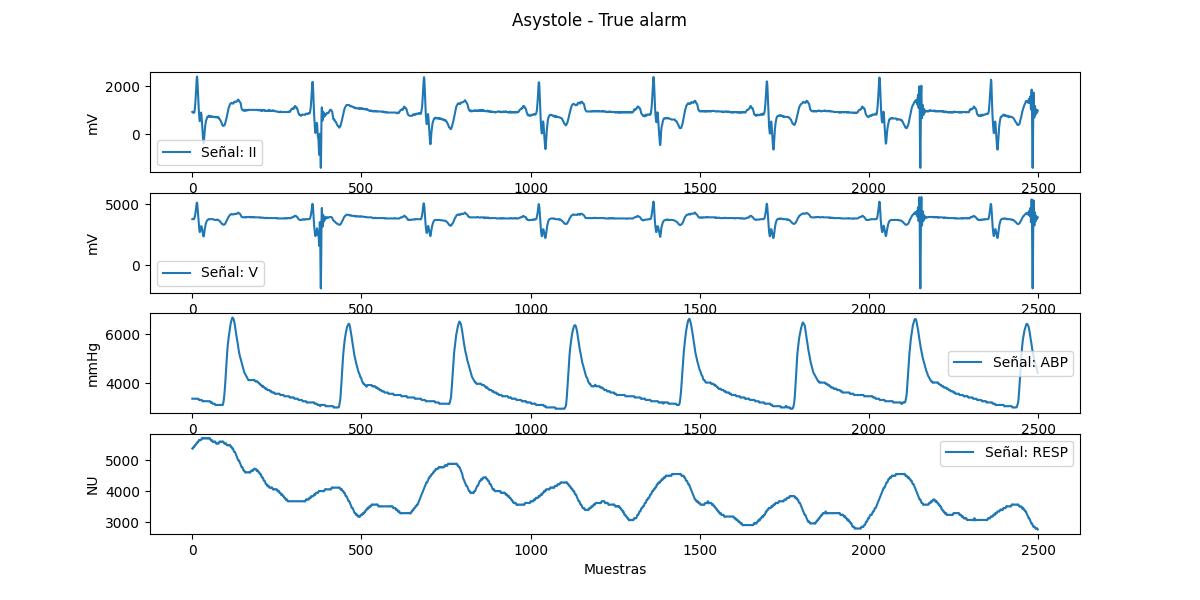 Asystole - True alarm
2000
0
mV
Señal: II
0 500 1000 1500 2000 2500
5000
0
mV
Señal: V
0 500 1000 1500 2000 2500
6000
4000
mmHg
Señal: ABP
0 500 1000 1500 2000 2500
5000
4000
3000
NU
Señal: RESP
0 500 1000 1500 2000 2500
Muestras